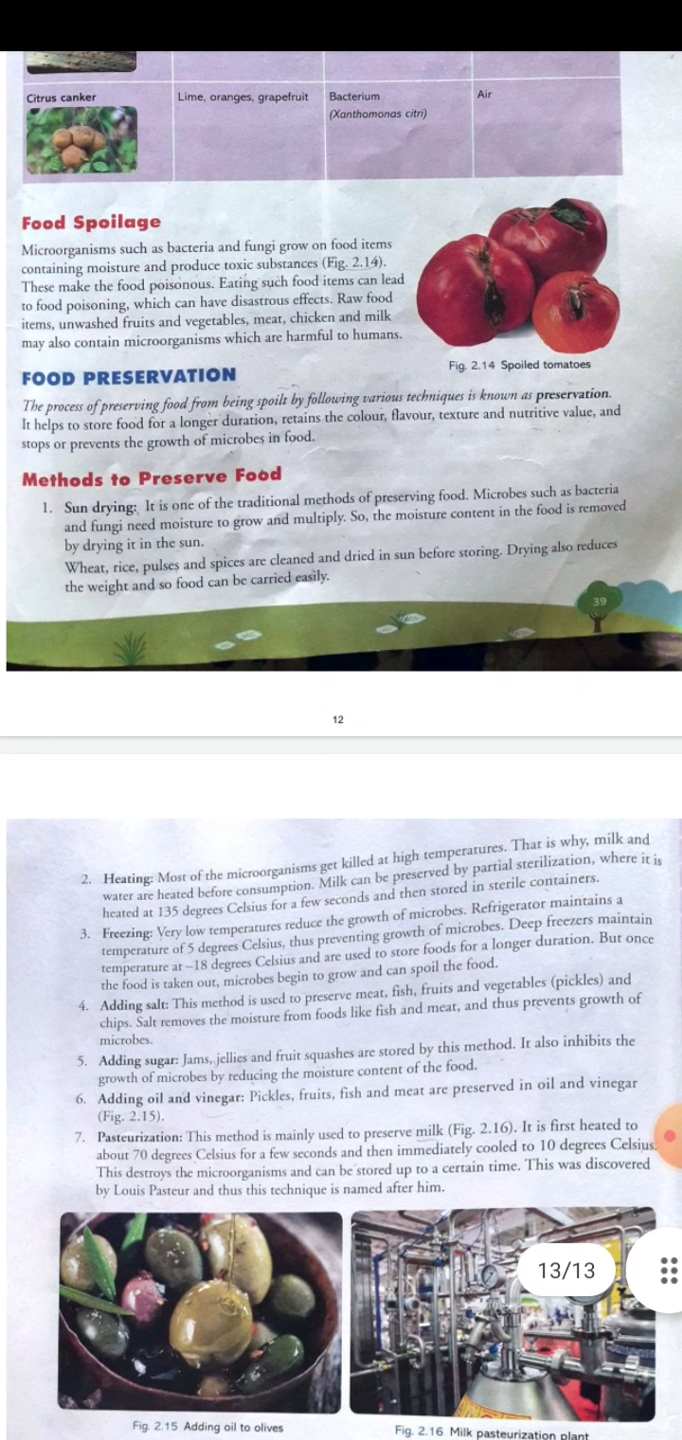 Citrus canker
Lime, oranges, grapefruit
Bacterium
(Xanthomonas citri)
Air
Food Spoilage
Microorganisms such as bacteria and fungi grow on food items
containing moisture and produce toxic substances (Fig. 2.14).
These make the food poisonous. Eating such food items can lead
to food poisoning, which can have disastrous effects. Raw food
items, unwashed fruits and vegetables, meat, chicken and milk
may also contain microorganisms which are harmful to humans.
Fig. 2.14 Spoiled tomatoes
FOOD PRESERVATION
The process of preserving food from being spoilt by following various techniques is known as preservation.
It helps to store food for a longer duration, retains the colour, flavour, texture and nutritive value, and
stops or prevents the growth of microbes in food.
Methods to Preserve Food
1. Sun drying: It is one of the traditional methods of preserving food. Microbes such as bacteria
and fungi need moisture to grow and multiply. So, the moisture content in the food is removed
by drying it in the sun.
Wheat, rice, pulses and spices are cleaned and dried in sun before storing. Drying also reduces
the weight and so food can be carried easily.
39
12
2. Heating: Most of the microorganisms get killed at high temperatures. That is why, milk and
water are heated before consumption. Milk can be preserved by partial sterilization, where it is
heated at 135 degrees Celsius for a few seconds and then stored in sterile containers.
3. Freezing: Very low temperatures reduce the growth of microbes. Refrigerator maintains a
temperature of 5 degrees Celsius, thus preventing growth of microbes. Deep freezers maintain
temperature at –18 degrees Celsius and are used to store foods for a longer duration. But once
the food is taken out, microbes begin to grow and can spoil the food.
4. Adding salt: This method is used to preserve meat, fish, fruits and vegetables (pickles) and
chips. Salt removes the moisture from foods like fish and meat, and thus prevents growth of
microbes.
5. Adding sugar: Jams, jellies and fruit squashes are stored by this method. It also inhibits the
growth of microbes by reducing the moisture content of the food.
6. Adding oil and vinegar: Pickles, fruits, fish and meat are preserved in oil and vinegar
(Fig. 2.15).
7. Pasteurization: This method is mainly used to preserve milk (Fig. 2.16). It is first heated to
about 70 degrees Celsius for a few seconds and then immediately cooled to 10 degrees Celsius.
This destroys the microorganisms and can be stored up to a certain time. This was discovered
by Louis Pasteur and thus this technique is named after him.
13/13
Fig. 2.15 Adding oil to olives
Fig. 2.16 Milk pasteurization plant